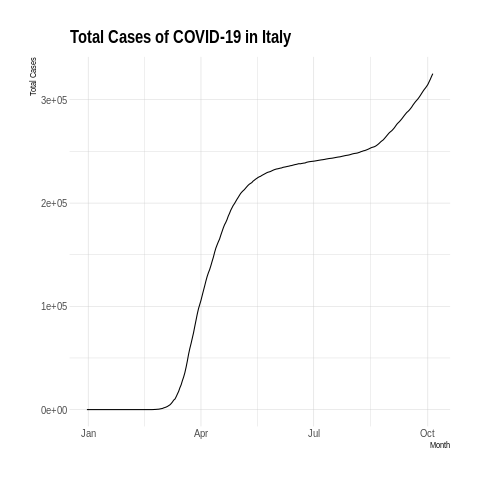 Total Cases of COVID-19 in Italy
Total Cases
3e+05
2e+05
1e+05
0e+00
Jan Apr Jul Oct
Month